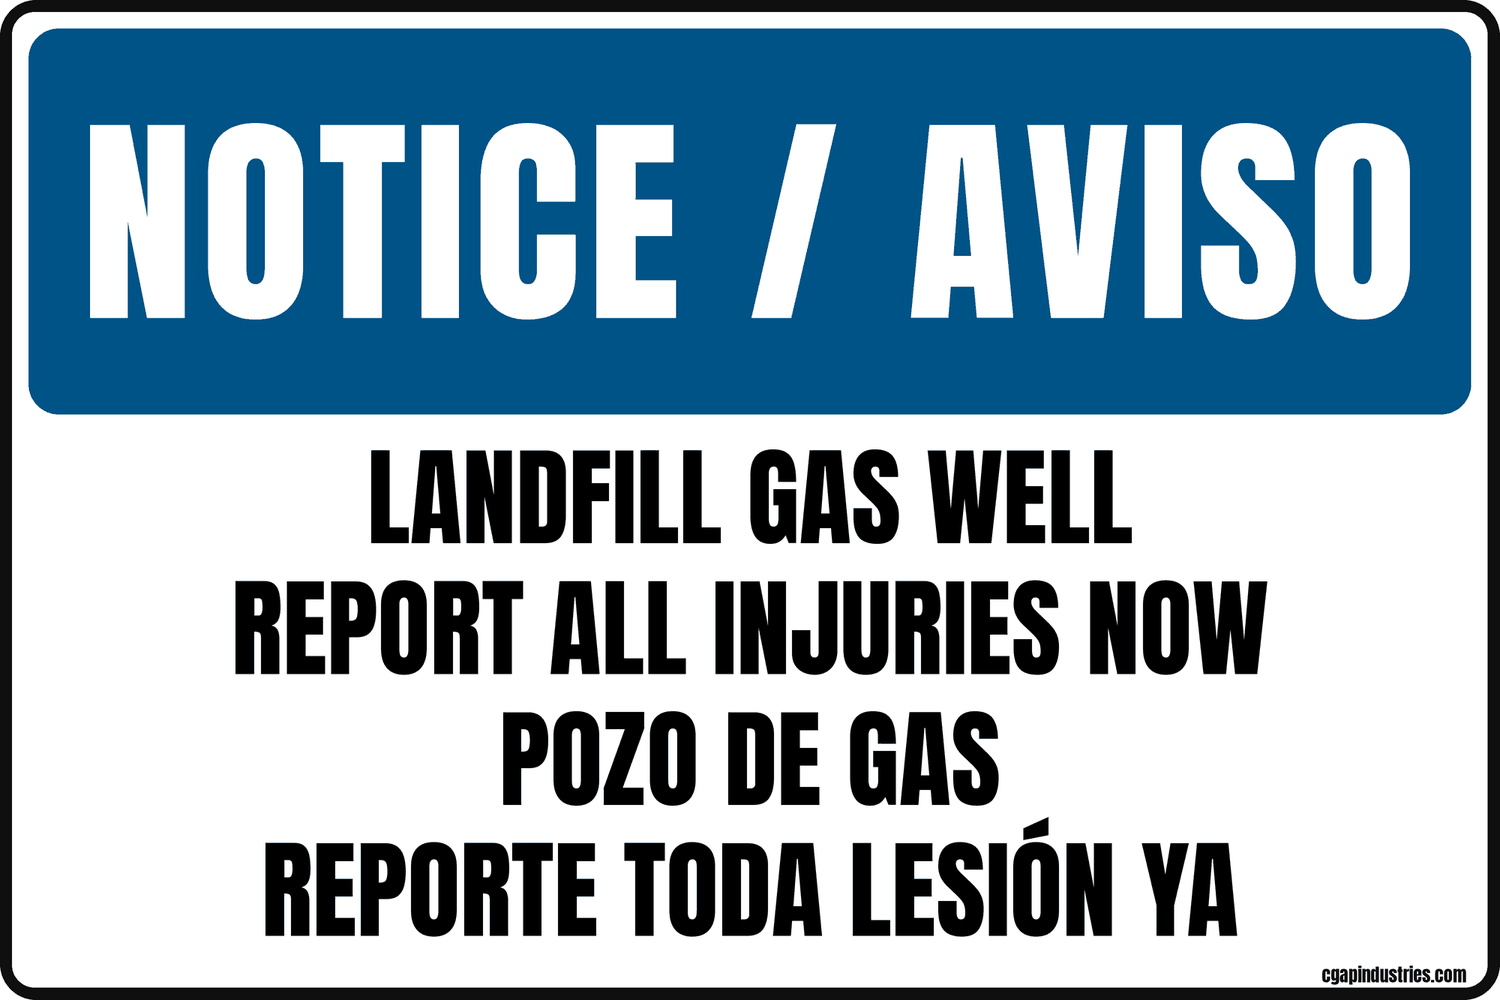 NOTICE / AVISO
LANDFILL GAS WELL
REPORT ALL INJURIES NOW
POZO DE GAS
REPORTE TODA LESIÓN YA
cgapindustries.com